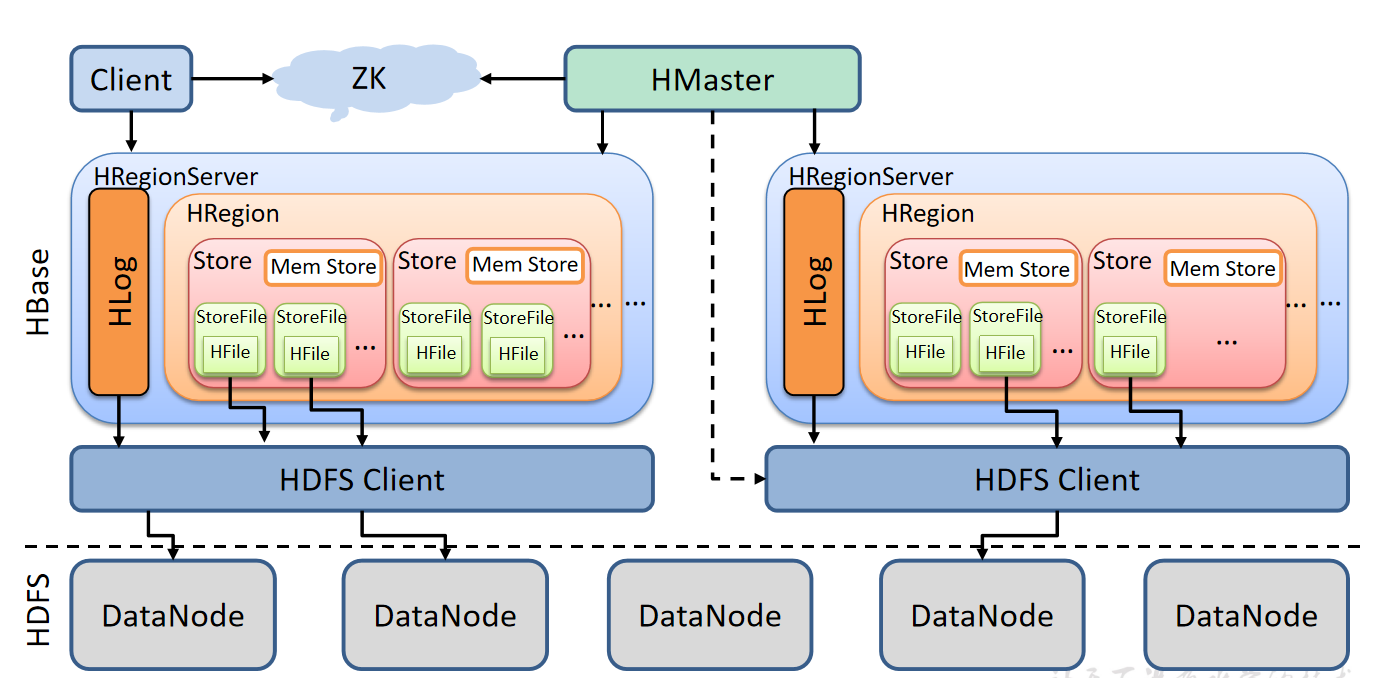 Client
ZK
HMaster
HBase
HRegionServer
HLog
HRegion
Store
Mem Store
StoreFile
HFile
StoreFile
HFile
...
Store
Mem Store
StoreFile
HFile
StoreFile
HFile
...
...
...
HRegionServer
HLog
HRegion
Store
Mem Store
StoreFile
HFile
StoreFile
HFile
...
Store
Mem Store
StoreFile
HFile
...
...
...
HDFS Client
HDFS Client
HDFS
DataNode
DataNode
DataNode
DataNode
DataNode